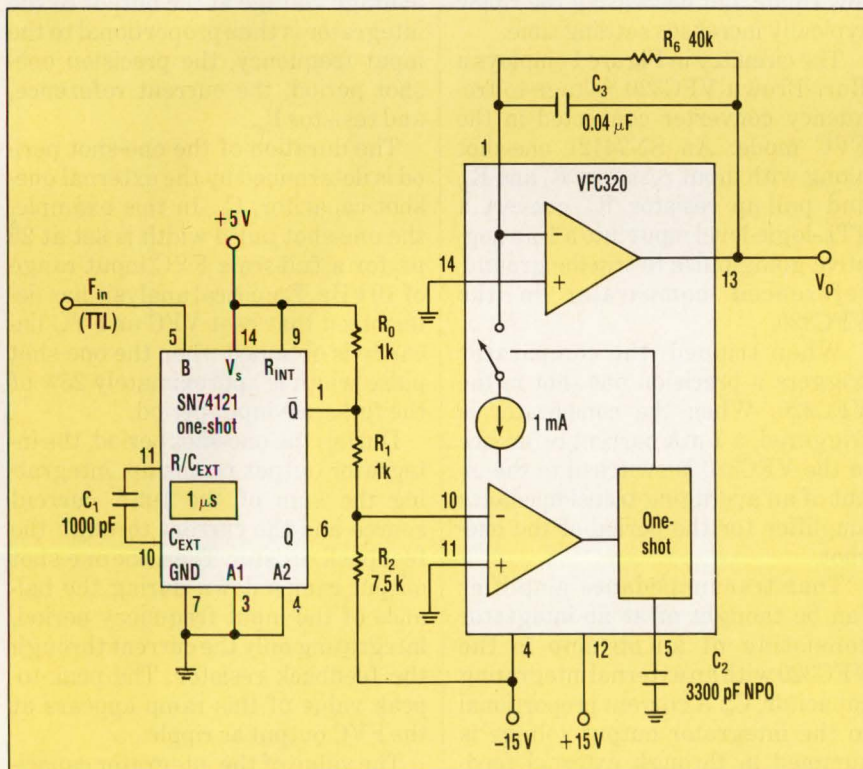 R6 40k
C3
0.04 µF
1
VFC320
+5 V
14
13
VO
Fin
(TTL)
5
14
9
R0
1k
B
VS
RINT
SN74121
one-shot
Q̅
1
11
R/CEXT
R1
1k
1 mA
C1
1000 pF
1 µs
10
10
CEXT
Q
6
One-
shot
GND
A1
A2
R2
7.5 k
11
7
3
4
4
12
5
C2
3300 pF NPO
−15 V
+15 V